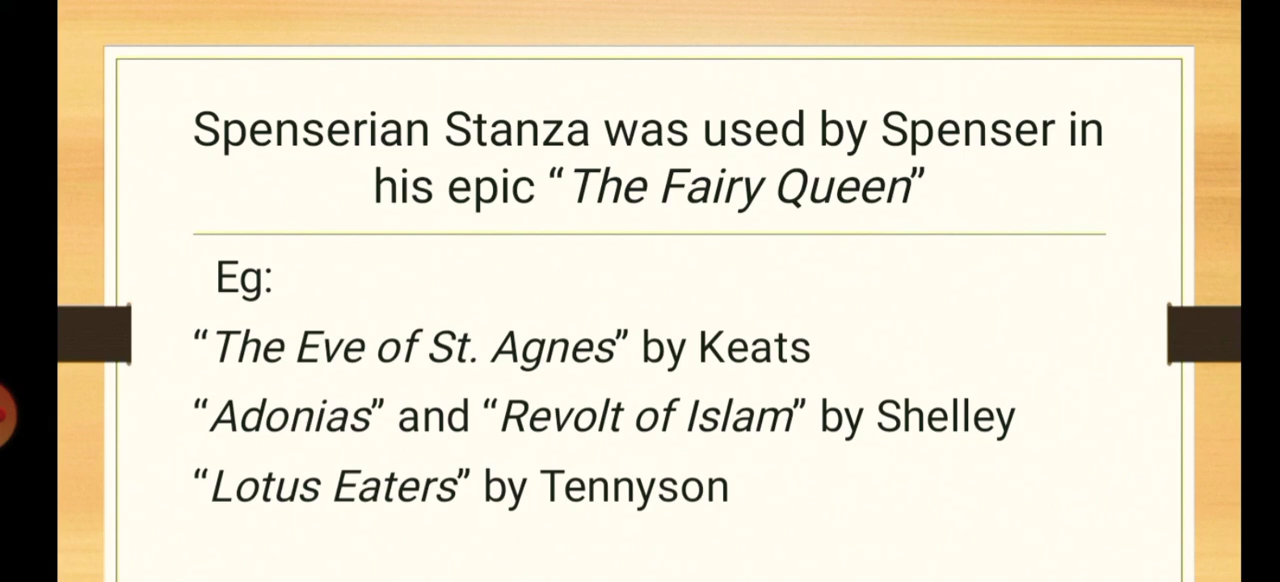 Spenserian Stanza was used by Spenser in
his epic “The Fairy Queen”
Eg:
“The Eve of St. Agnes” by Keats
“Adonias” and “Revolt of Islam” by Shelley
“Lotus Eaters” by Tennyson